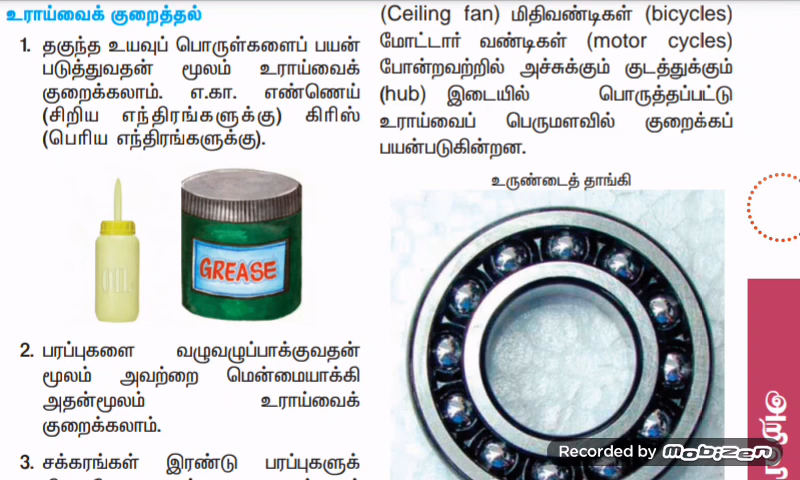 உராய்வைக் குறைத்தல்
1. தகுந்த உயவுப் பொருள்களைப் பயன்
படுத்துவதன் மூலம் உராய்வைக்
குறைக்கலாம். எ.கா. எண்ணெய்
(சிறிய எந்திரங்களுக்கு) கிரிஸ்
(பெரிய எந்திரங்களுக்கு).
OIL
GREASE
2. பரப்புகளை வழுவழுப்பாக்குவதன்
மூலம் அவற்றை மென்மையாக்கி
அதன்மூலம் உராய்வைக்
குறைக்கலாம்.
3. சக்கரங்கள் இரண்டு பரப்புகளுக்
(Ceiling fan) மிதிவண்டிகள் (bicycles)
மோட்டார் வண்டிகள் (motor cycles)
போன்றவற்றில் அச்சுக்கும் குடத்துக்கும்
(hub) இடையில் பொருத்தப்பட்டு
உராய்வைப் பெருமளவில் குறைக்கப்
பயன்படுகின்றன.
உருண்டைத் தாங்கி
Recorded by Mobizen